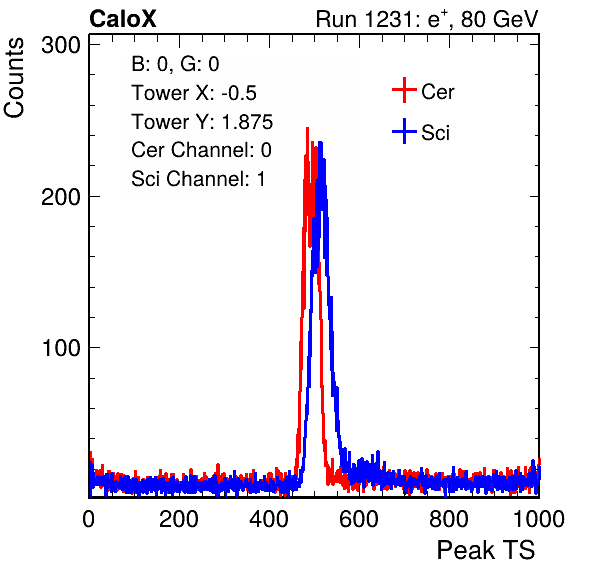 CaloX
Run 1231: e+, 80 GeV
Counts
300
200
100
B: 0, G: 0
Tower X: -0.5
Tower Y: 1.875
Cer Channel: 0
Sci Channel: 1
Cer
Sci
0
200
400
600
800
1000
Peak TS